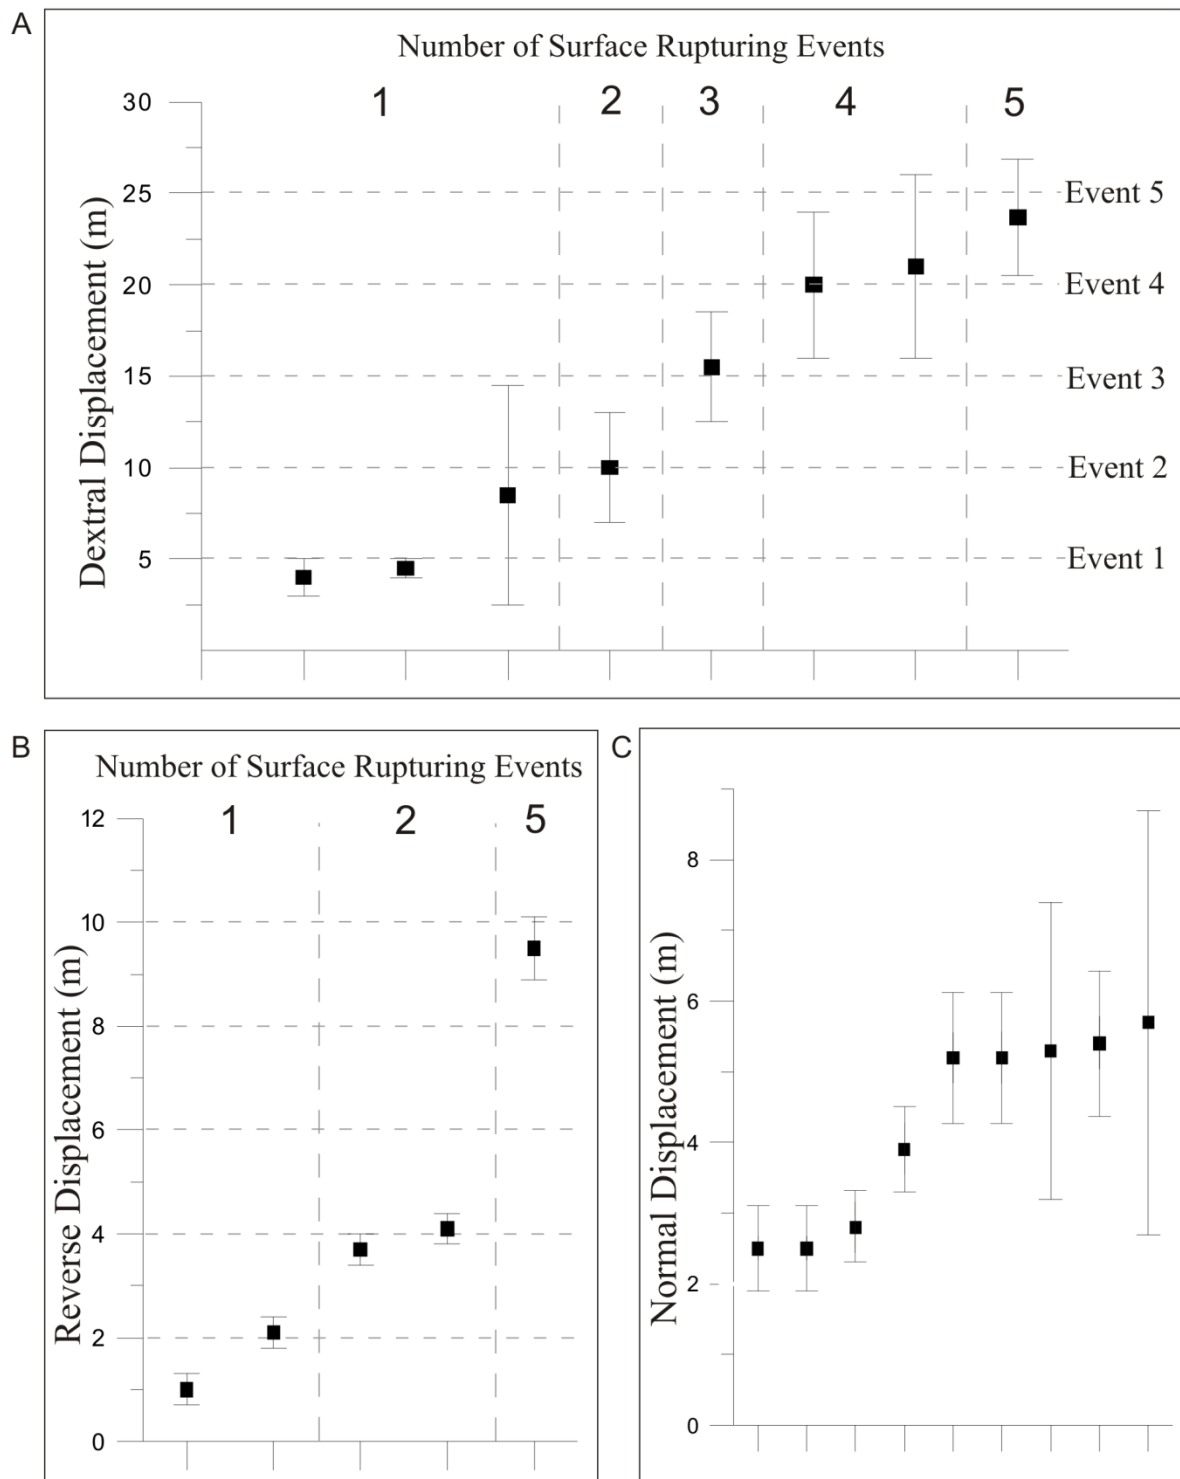 A
Number of Surface Rupturing Events
1 2 3 4 5
30
25
20
15
10
5
Dextral Displacement (m)
Event 5
Event 4
Event 3
Event 2
Event 1
B
Number of Surface Rupturing Events
1 2 5
12
10
8
6
4
2
0
Reverse Displacement (m)
C
8
6
4
2
0
Normal Displacement (m)